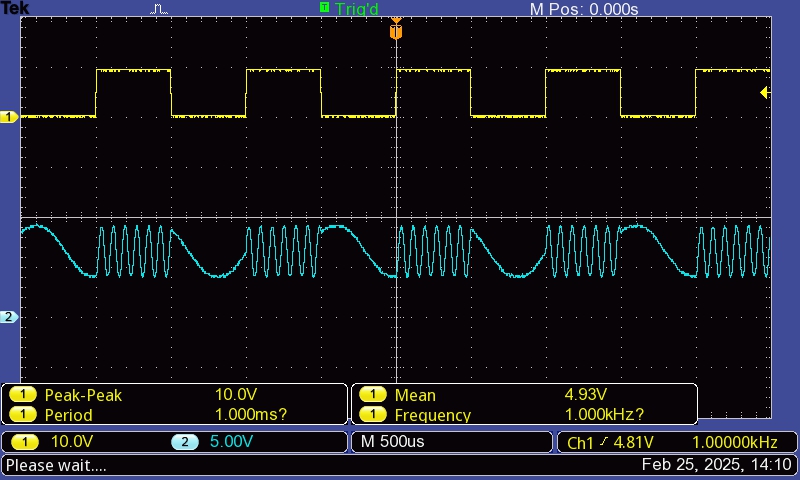 Tek T Trig'd M Pos: 0.000s
T
1
2
1 Peak-Peak 10.0V 1 Mean 4.93V
1 Period 1.000ms? 1 Frequency 1.000kHz?
1 10.0V 2 5.00V M 500us Ch1 4.81V 1.00000kHz
Please wait.... Feb 25, 2025, 14:10